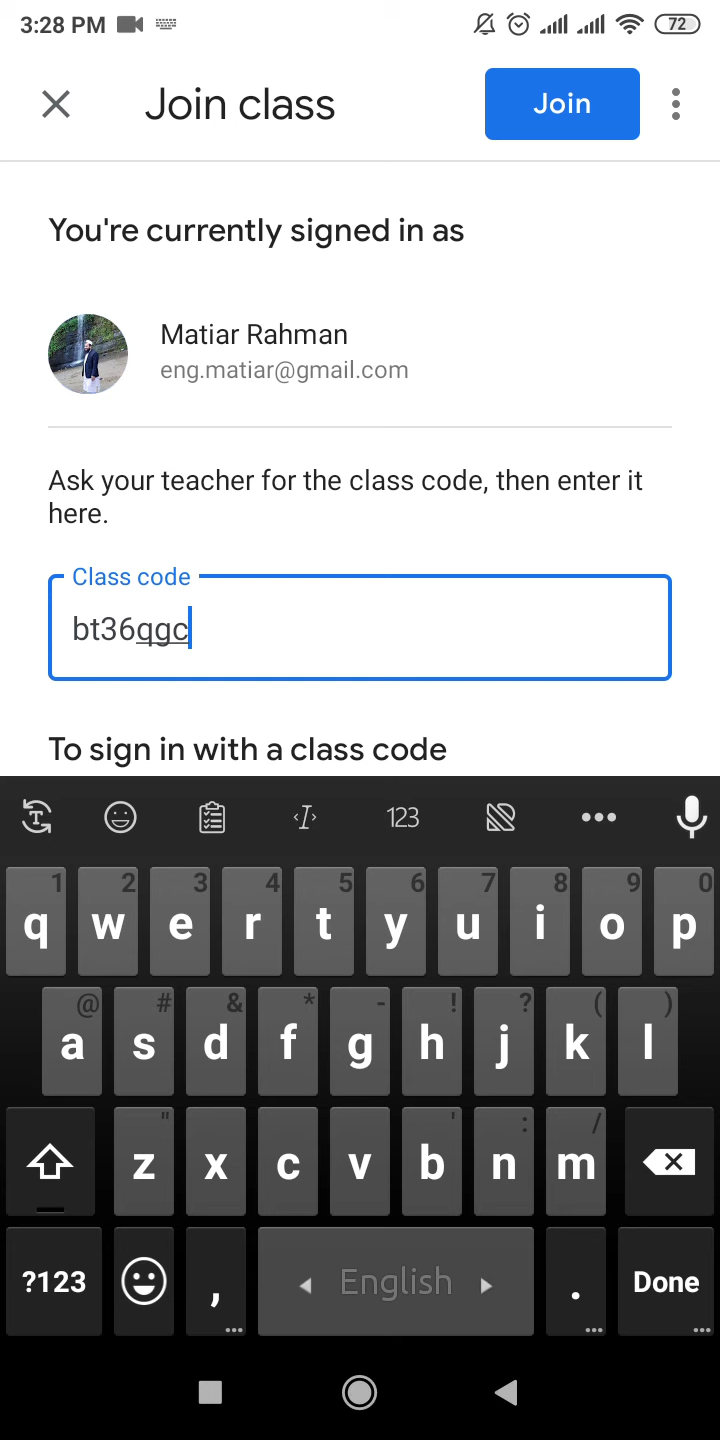 3:28 PM 72
Join class Join
You're currently signed in as
Matiar Rahman
eng.matiar@gmail.com
Ask your teacher for the class code, then enter it
here.
Class code
bt36qgc
To sign in with a class code
T I 123
1 2 3 4 5 6 7 8 9 0
q w e r t y u i o p
@ # & * - ! ? ( )
a s d f g h j k l
" ' : /
z x c v b n m
?123 , English . Done